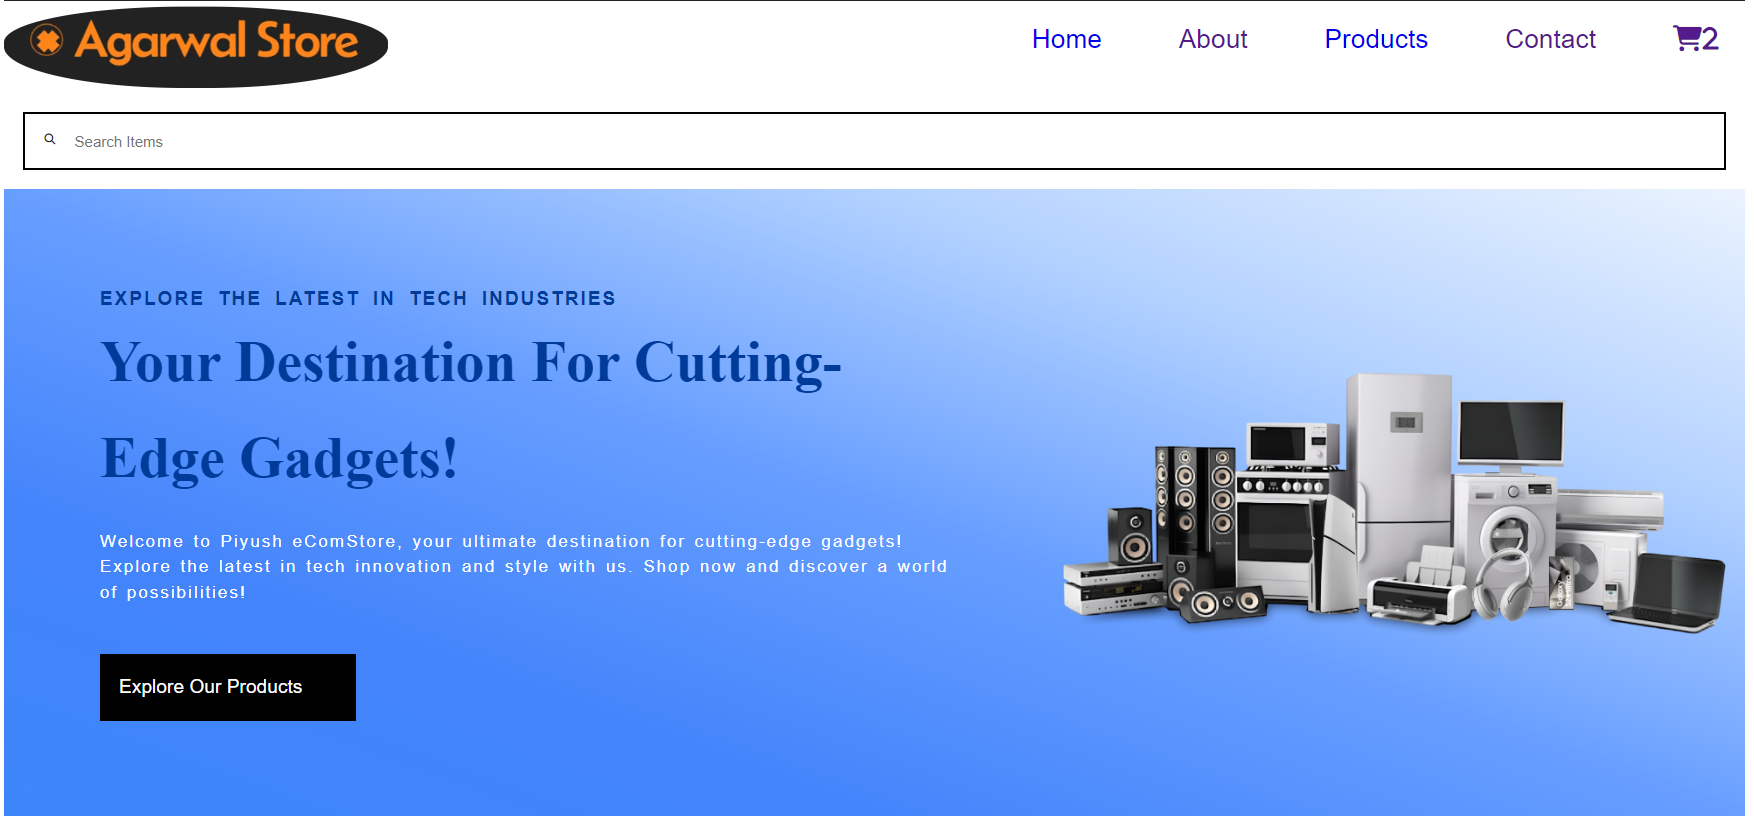 Agarwal Store
Home About Products Contact 2
Search Items
EXPLORE THE LATEST IN TECH INDUSTRIES
Your Destination For Cutting-
Edge Gadgets!
Welcome to Piyush eComStore, your ultimate destination for cutting-edge gadgets!
Explore the latest in tech innovation and style with us. Shop now and discover a world
of possibilities!
Explore Our Products
Galaxy